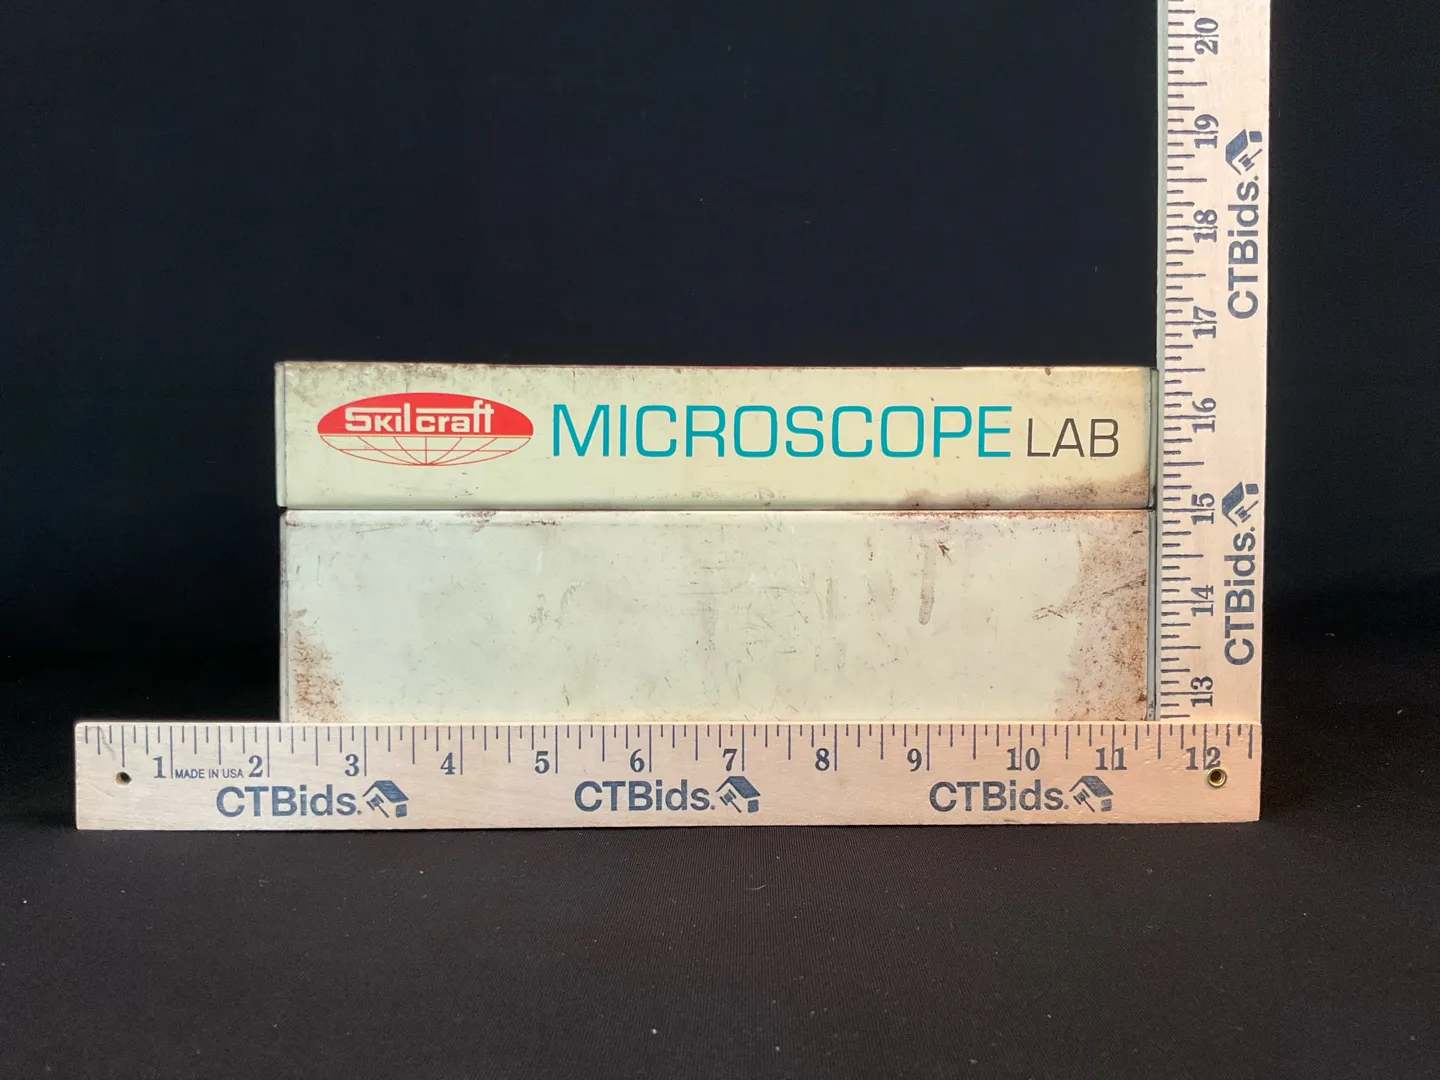 Skilcraft MICROSCOPE LAB
20
19
18
17
16
15
14
13
CTBids.
CTBids.
1 MADE IN USA 2 3 4 5 6 7 8 9 10 11 12
CTBids. CTBids. CTBids.